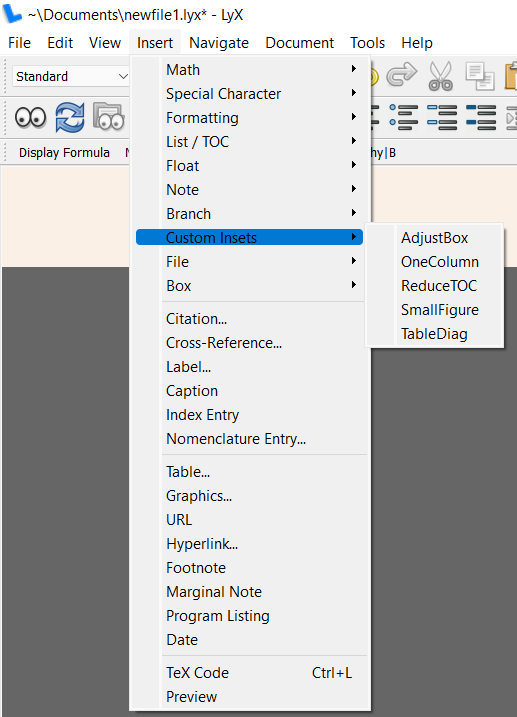 ~\Documents\newfile1.lyx* - LyX
File Edit View Insert Navigate Document Tools Help
Standard
Display Formula
hy|B
Math
Special Character
Formatting
List / TOC
Float
Note
Branch
Custom Insets
AdjustBox
OneColumn
ReduceTOC
SmallFigure
TableDiag
File
Box
Citation...
Cross-Reference...
Label...
Caption
Index Entry
Nomenclature Entry...
Table...
Graphics...
URL
Hyperlink...
Footnote
Marginal Note
Program Listing
Date
TeX Code Ctrl+L
Preview